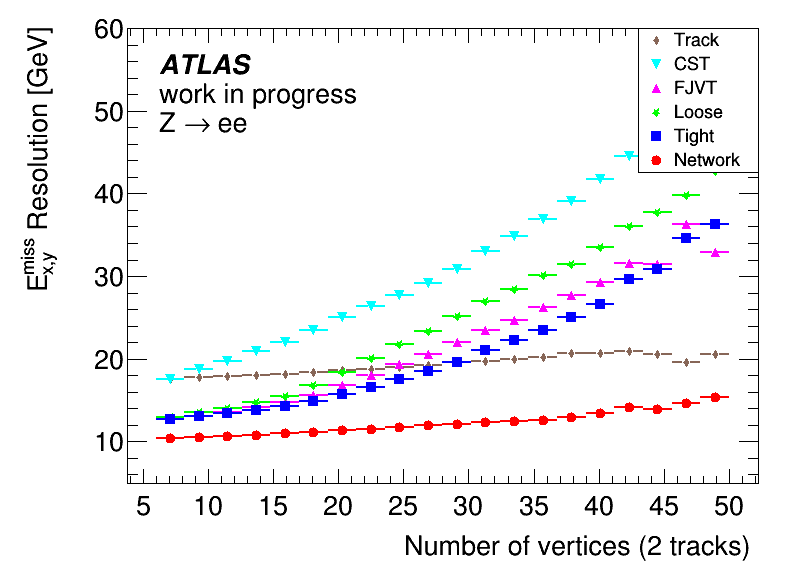 60
50
40
30
20
10
E_{x,y}^{miss} Resolution [GeV]
ATLAS
work in progress
Z → ee
Track
CST
FJVT
Loose
Tight
Network
5 10 15 20 25 30 35 40 45 50
Number of vertices (2 tracks)